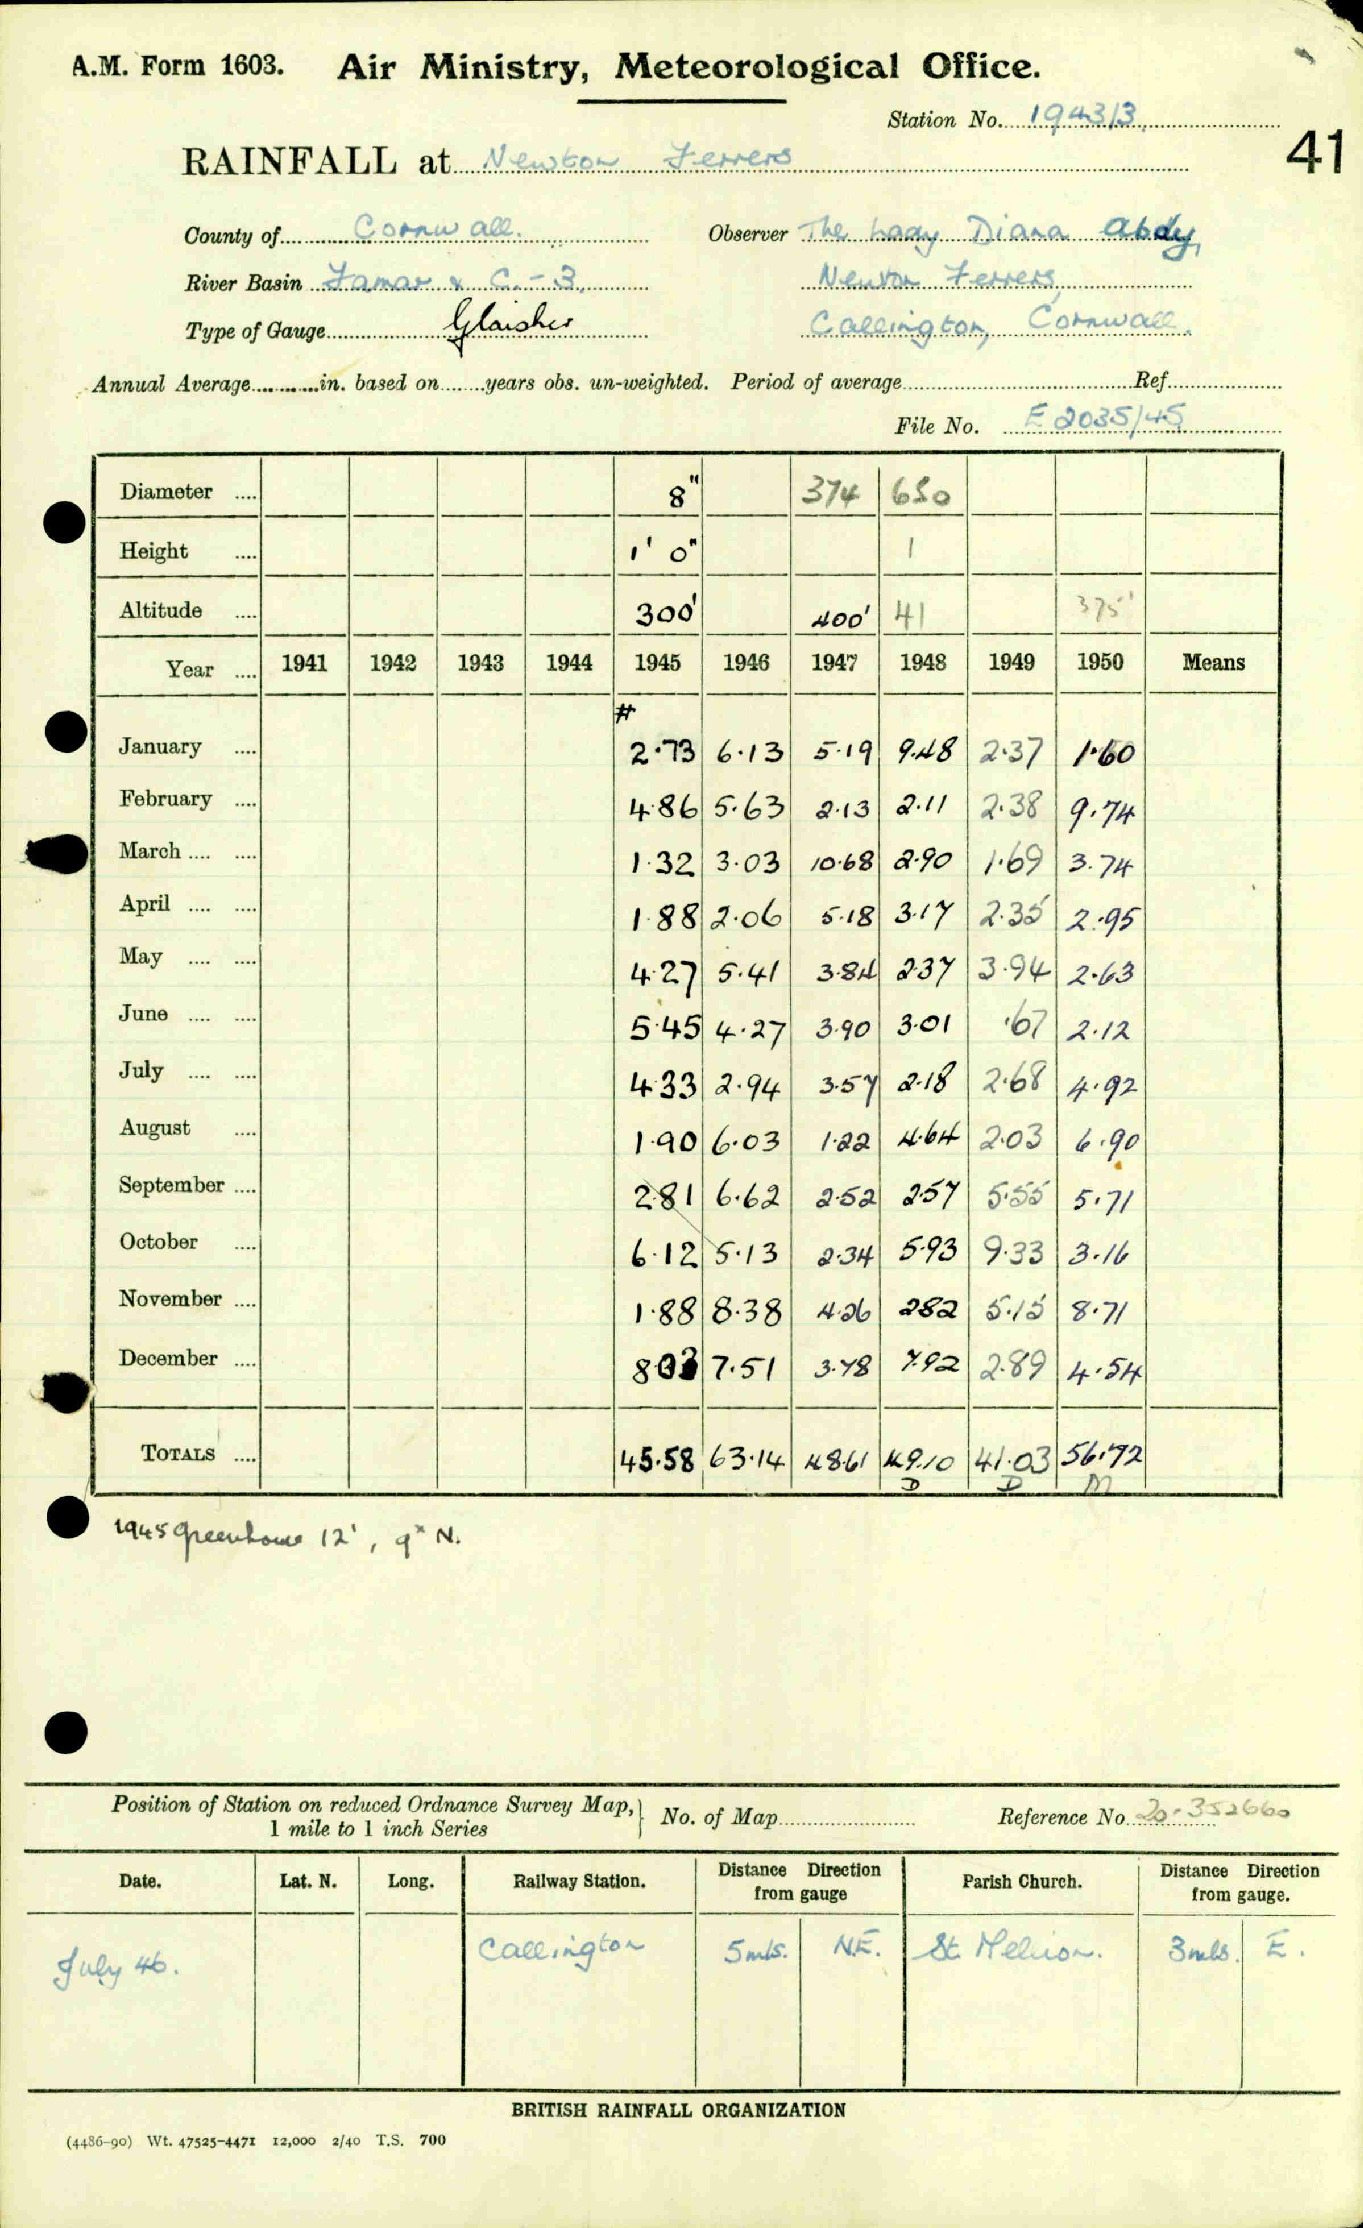 A.M. Form 1603. Air Ministry, Meteorological Office.
Station No. 1943/3.
41
RAINFALL at Newton Ferrers
County of Cornwall. Observer The Lady Diana Abdy,
River Basin Tamar & C.-3. Newton Ferrers,
Type of Gauge Glaisher Callington, Cornwall.
Annual Average in. based on years obs. un-weighted. Period of average Ref.
File No. E 2035/45
Diameter .... 8" 374 650
Height .... 1' 0" 1
Altitude .... 300' 400' 41 375'
Year .... 1941 1942 1943 1944 1945 1946 1947 1948 1949 1950 Means
#
January .... 2.73 6.13 5.19 9.48 2.37 1.60
February .... 4.86 5.63 2.13 2.11 2.38 9.74
March .... .... 1.32 3.03 10.68 2.90 1.69 3.74
April .... .... 1.88 2.06 5.18 3.17 2.35 2.95
May .... .... 4.27 5.41 3.84 2.37 3.94 2.63
June .... .... 5.45 4.27 3.90 3.01 .67 2.12
July .... .... 4.33 2.94 3.57 2.18 2.68 4.92
August .... 1.90 6.03 1.22 4.64 2.03 6.90
September .... 2.81 6.62 2.52 2.57 5.55 5.71
October .... 6.12 5.13 2.34 5.93 9.33 3.16
November .... 1.88 8.38 4.26 2.82 5.15 8.71
December .... 8.03 7.51 3.78 7.92 2.89 4.54
TOTALS .... 45.58 63.14 48.61 49.10 41.03 56.72
D D M
1945 Greenhouse 12', 9x N.
Position of Station on reduced Ordnance Survey Map, 1 mile to 1 inch Series } No. of Map Reference No. 20-352660
Date. Lat. N. Long. Railway Station. Distance Direction from gauge Parish Church. Distance Direction from gauge.
July 46. Callington 5 mls. N.E. St. Mellion. 3 mls. E.
BRITISH RAINFALL ORGANIZATION
(4486-90) Wt. 47525-4471 12,000 2/40 T.S. 700